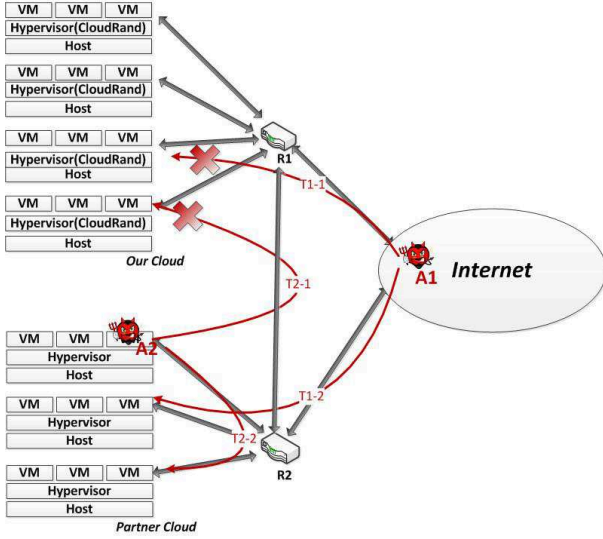 VM VM VM
Hypervisor(CloudRand)
Host
VM VM VM
Hypervisor(CloudRand)
Host
VM VM VM
Hypervisor(CloudRand)
Host
VM VM VM
Hypervisor(CloudRand)
Host
Our Cloud
R1
T1-1
T2-1
A1
Internet
A2
VM VM
Hypervisor
Host
T1-2
VM VM VM
Hypervisor
Host
T2-2
R2
VM VM VM
Hypervisor
Host
Partner Cloud